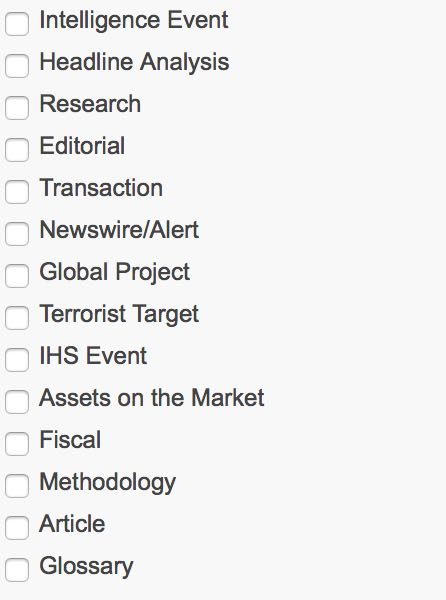 Intelligence Event
Headline Analysis
Research
Editorial
Transaction
Newswire/Alert
Global Project
Terrorist Target
IHS Event
Assets on the Market
Fiscal
Methodology
Article
Glossary